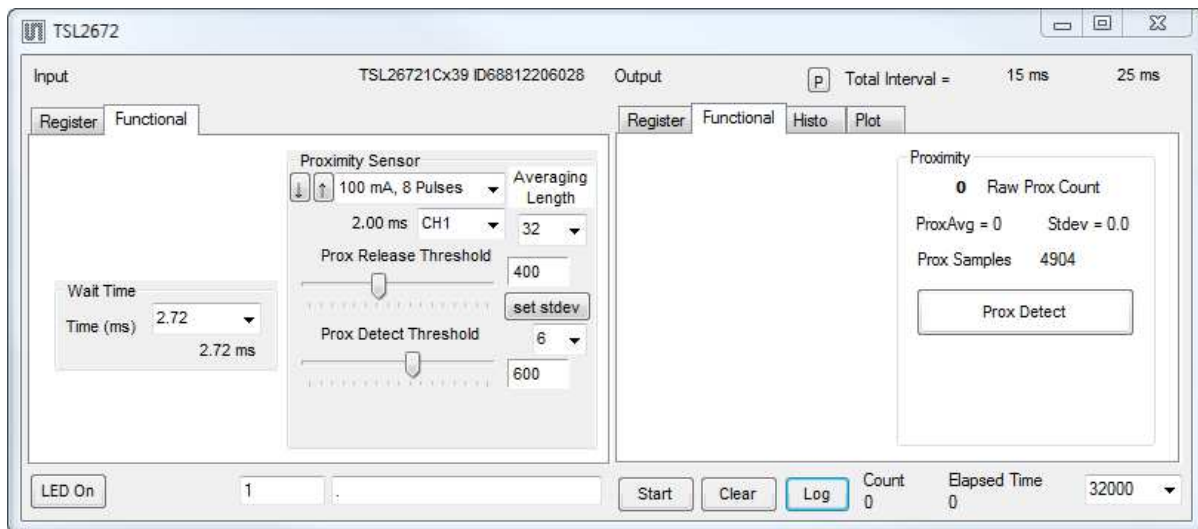 TSL2672
Input
TSL26721Cx39 ID68812206028
Output
P
Total Interval =
15 ms
25 ms
Register
Functional
Register
Functional
Histo
Plot
Proximity Sensor
↓
↑
100 mA, 8 Pulses
Averaging
Length
2.00 ms
CH1
32
Prox Release Threshold
400
set stdev
Prox Detect Threshold
6
600
Wait Time
Time (ms)
2.72
2.72 ms
Proximity
0 Raw Prox Count
ProxAvg = 0
Stdev = 0.0
Prox Samples
4904
Prox Detect
LED On
1
.
Start
Clear
Log
Count
0
Elapsed Time
0
32000